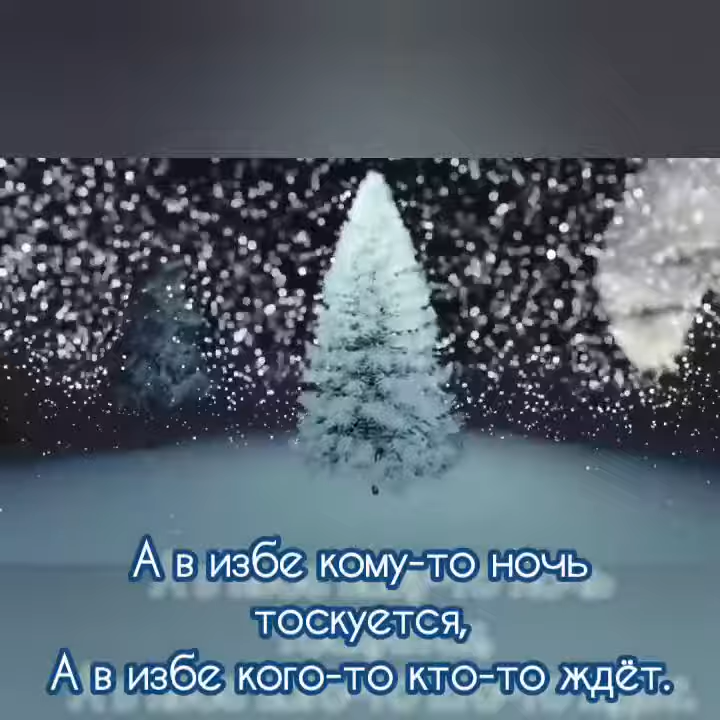 А в избе кому-то ночь
тоскуется,
А в избе кого-то кто-то ждёт.